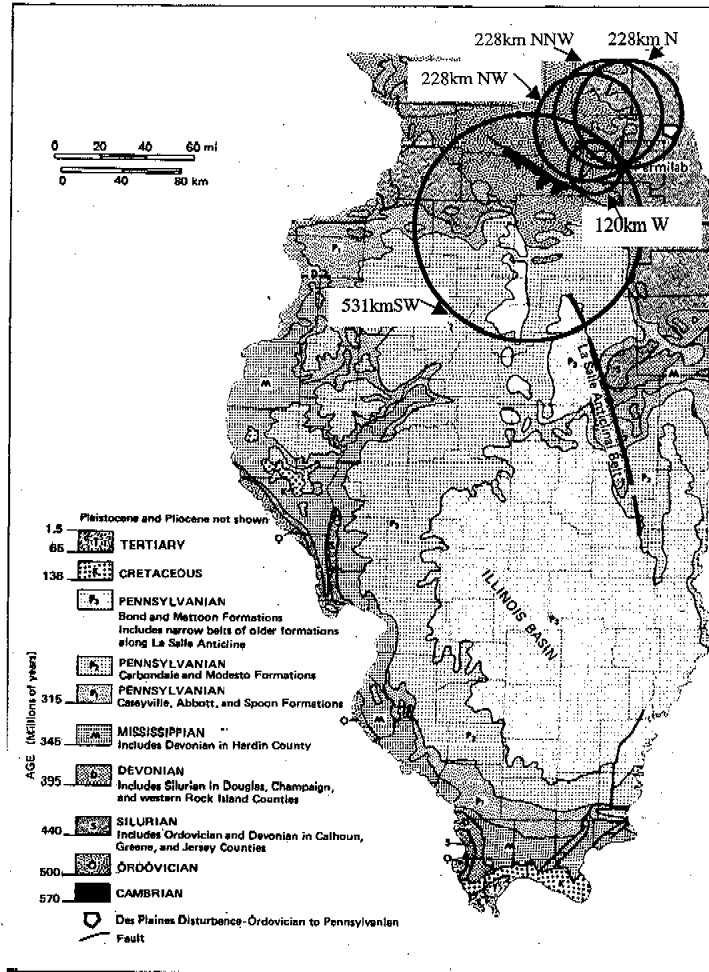 228km NNW
228km N
228km NW
0 20 40 60 mi
0 40 80 km
ermilab
120km W
531kmSW
La Salle Anticlinal Belt
ILLINOIS BASIN
Pleistocene and Pliocene not shown
AGE (Millions of years)
1.5
65
TERTIARY
136
K CRETACEOUS
P3 PENNSYLVANIAN
Bond and Mattoon Formations
Includes narrow belts of older formations
along La Salle Anticline
P2 PENNSYLVANIAN
Carbondale and Modesto Formations
P1 PENNSYLVANIAN
315
Caseyville, Abbott, and Spoon Formations
M MISSISSIPPIAN
345
Includes Devonian in Hardin County
D DEVONIAN
395
Includes Silurian in Douglas, Champaign,
and western Rock Island Counties
S SILURIAN
440
Includes Ordovician and Devonian in Calhoun,
Greene, and Jersey Counties
O ORDOVICIAN
500
CAMBRIAN
570
Des Plaines Disturbance-Ordovician to Pennsylvanian
Fault